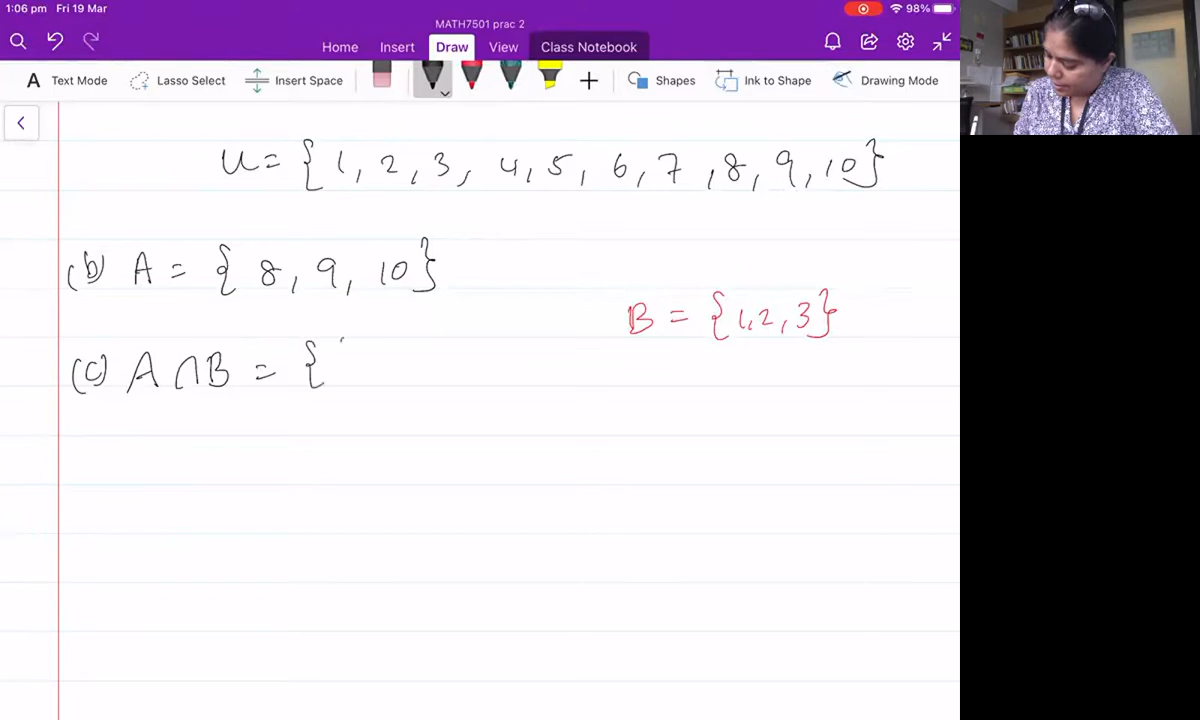 1:06 pm Fri 19 Mar
98%
MATH7501 prac 2
Home Insert Draw View Class Notebook
A Text Mode Lasso Select Insert Space Shapes Ink to Shape Drawing Mode
U = { 1, 2, 3, 4, 5, 6, 7, 8, 9, 10}
(b) A = { 8, 9, 10}
B = {1, 2, 3}
(c) A ∩ B = {